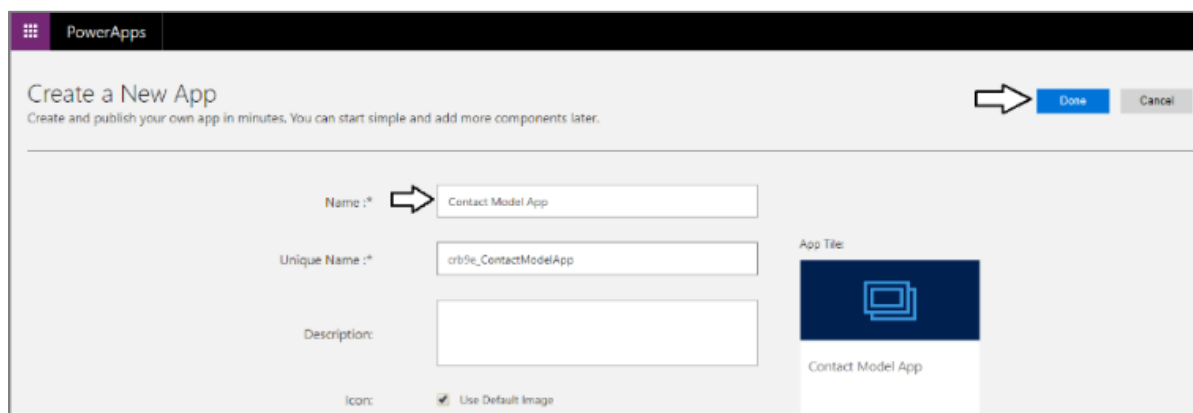 PowerApps
Create a New App
Create and publish your own app in minutes. You can start simple and add more components later.
Done
Cancel
Name :*
Contact Model App
Unique Name :*
crb9e_ContactModelApp
App Tile:
Description:
Contact Model App
Icon:
Use Default Image